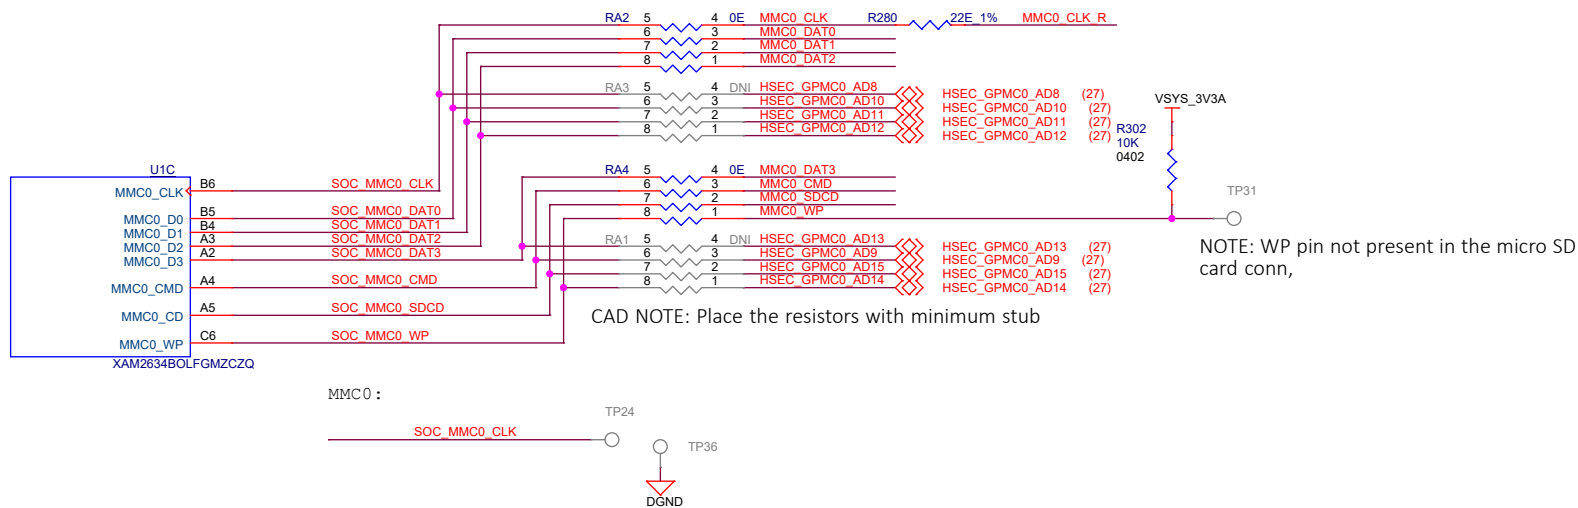 RA2 5 4 0E MMC0_CLK R280 22E_1% MMC0_CLK_R
6 3 MMC0_DAT0
7 2 MMC0_DAT1
8 1 MMC0_DAT2
RA3 5 4 DNI HSEC_GPMC0_AD8 HSEC_GPMC0_AD8 (27)
6 3 HSEC_GPMC0_AD10 HSEC_GPMC0_AD10 (27)
7 2 HSEC_GPMC0_AD11 HSEC_GPMC0_AD11 (27)
8 1 HSEC_GPMC0_AD12 HSEC_GPMC0_AD12 (27)
VSYS_3V3A
R302
10K
0402
TP31
RA4 5 4 0E MMC0_DAT3
6 3 MMC0_CMD
7 2 MMC0_SDCD
8 1 MMC0_WP
RA1 5 4 DNI HSEC_GPMC0_AD13 HSEC_GPMC0_AD13 (27)
6 3 HSEC_GPMC0_AD9 HSEC_GPMC0_AD9 (27)
7 2 HSEC_GPMC0_AD15 HSEC_GPMC0_AD15 (27)
8 1 HSEC_GPMC0_AD14 HSEC_GPMC0_AD14 (27)
NOTE: WP pin not present in the micro SD
card conn,
CAD NOTE: Place the resistors with minimum stub
U1C
MMC0_CLK B6 SOC_MMC0_CLK
MMC0_D0 B5 SOC_MMC0_DAT0
MMC0_D1 B4 SOC_MMC0_DAT1
MMC0_D2 A3 SOC_MMC0_DAT2
MMC0_D3 A2 SOC_MMC0_DAT3
MMC0_CMD A4 SOC_MMC0_CMD
MMC0_CD A5 SOC_MMC0_SDCD
MMC0_WP C6 SOC_MMC0_WP
XAM2634BOLFGMZCZQ
MMC0:
SOC_MMC0_CLK TP24
TP36
DGND